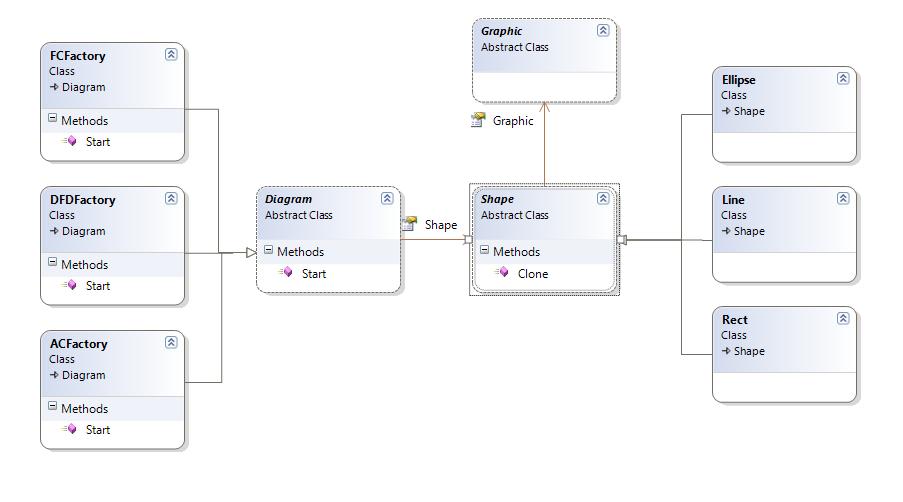 FCFactory
Class
Diagram
Methods
Start
DFDFactory
Class
Diagram
Methods
Start
ACFactory
Class
Diagram
Methods
Start
Diagram
Abstract Class
Methods
Start
Shape
Graphic
Abstract Class
Graphic
Shape
Abstract Class
Methods
Clone
Ellipse
Class
Shape
Line
Class
Shape
Rect
Class
Shape